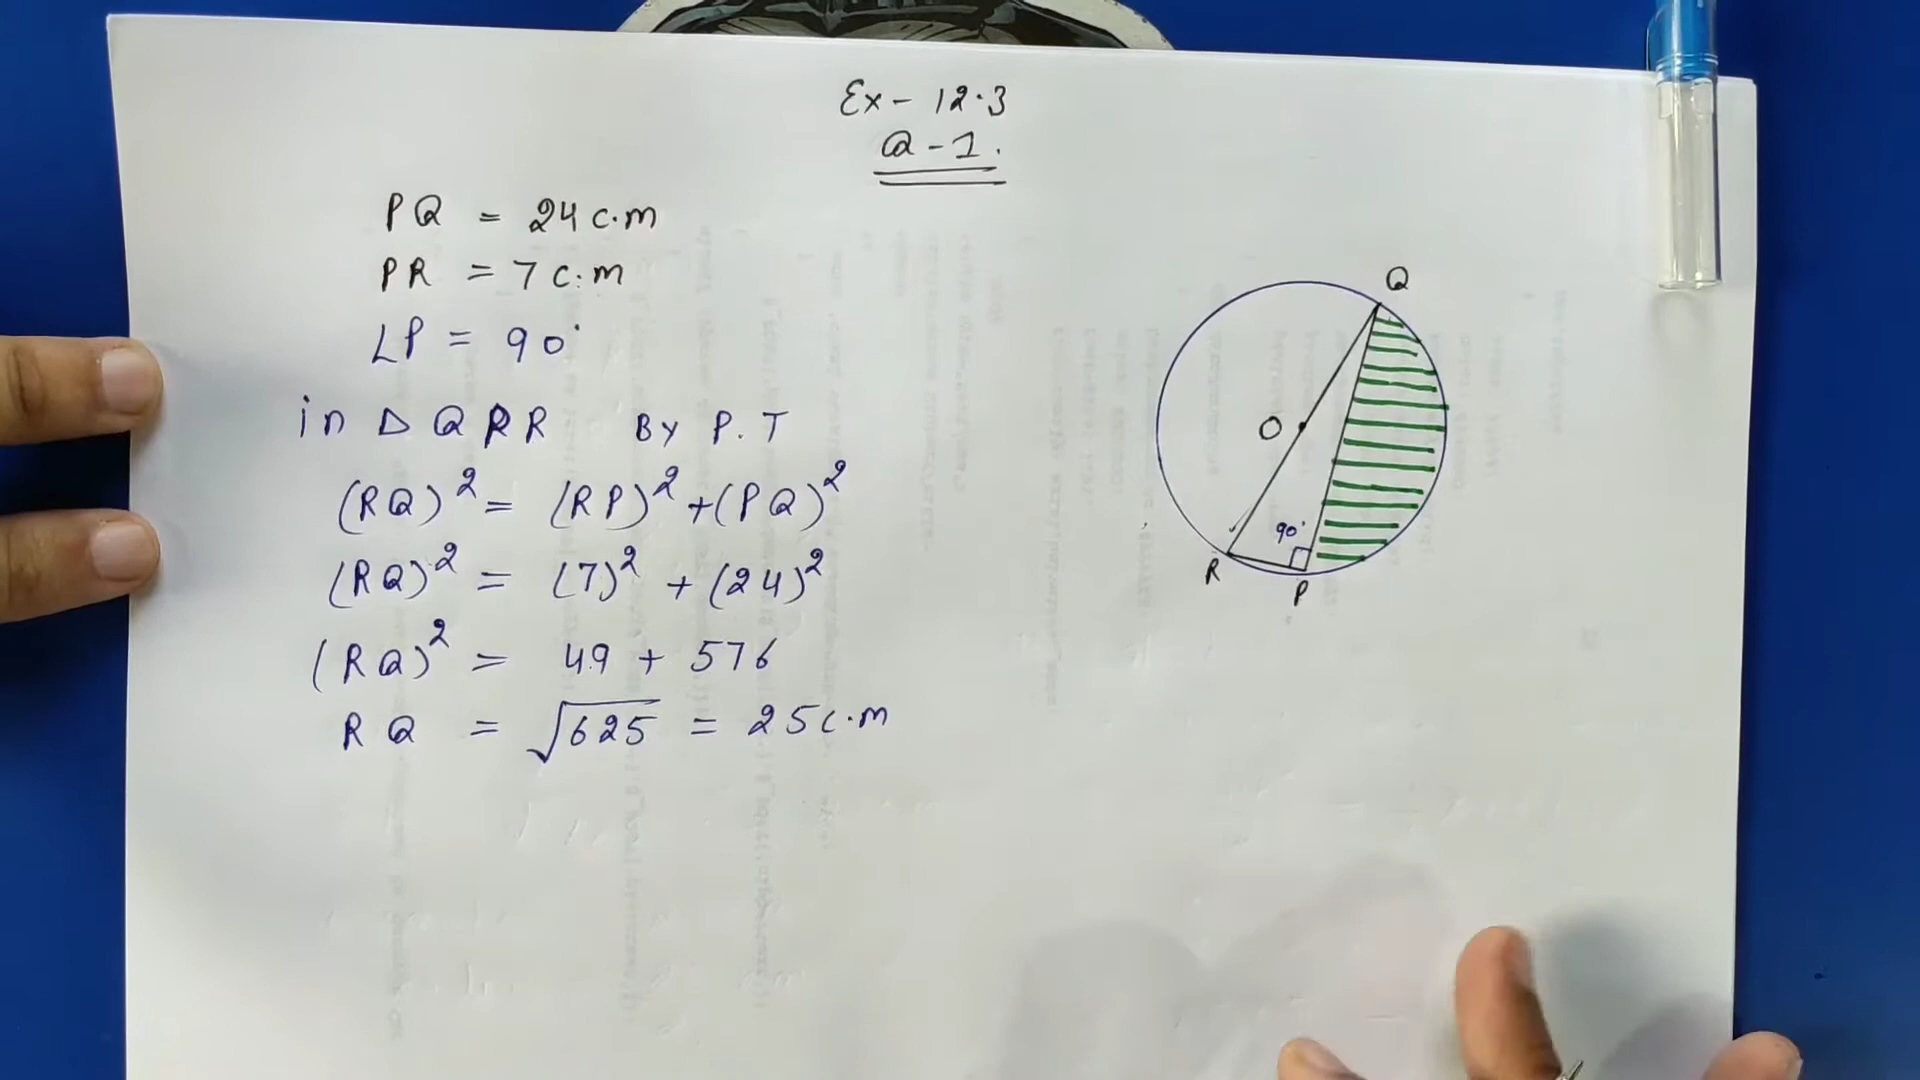 Ex - 12.3
Q - 1.
PQ = 24 c.m
PR = 7 c.m
∠P = 90°
in △ QPR By P.T
(RQ)² = (RP)² + (PQ)²
(RQ)² = (7)² + (24)²
(RQ)² = 49 + 576
RQ = √625 = 25 c.m
Q
O
90°
R
P